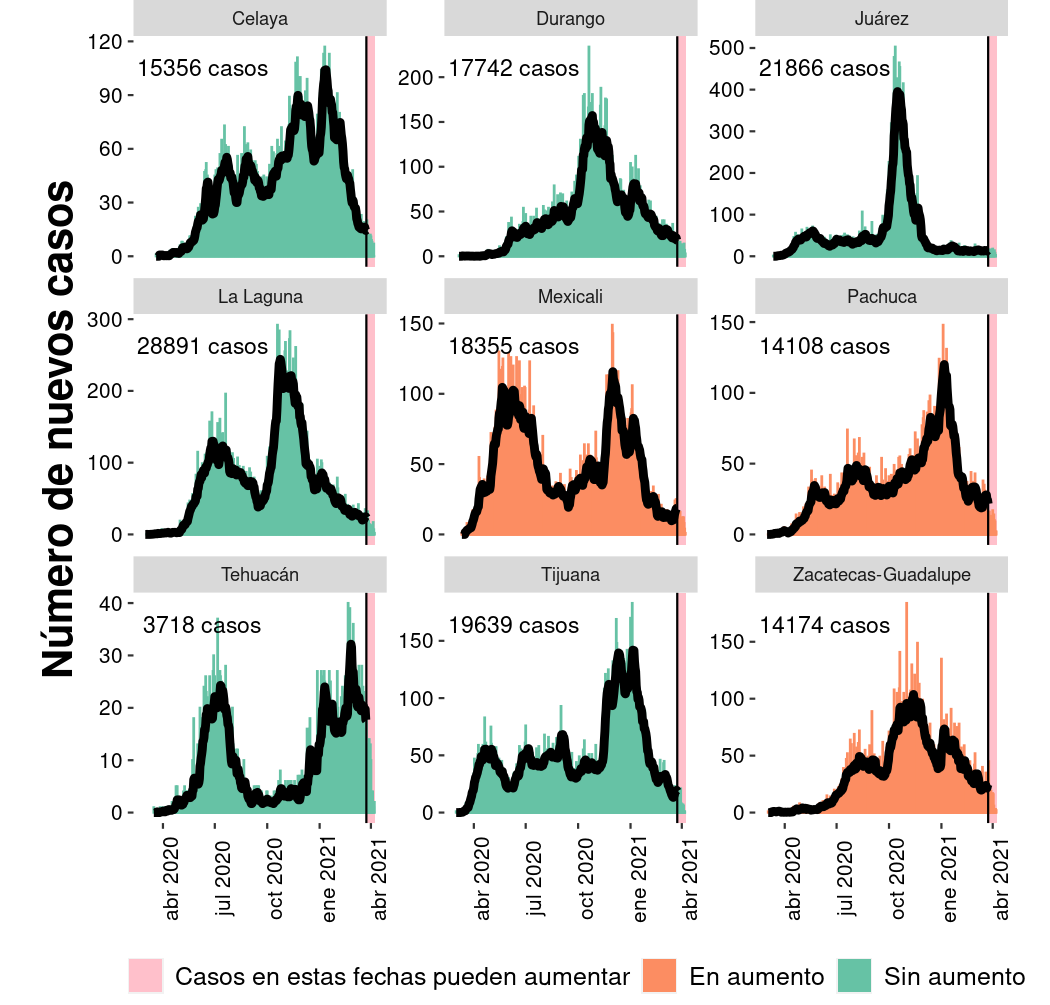 Número de nuevos casos
Celaya
120
90
60
30
0
15356 casos
Durango
200
150
100
50
0
17742 casos
Juárez
500
400
300
200
100
0
21866 casos
La Laguna
300
200
100
0
28891 casos
Mexicali
150
100
50
0
18355 casos
Pachuca
150
100
50
0
14108 casos
Tehuacán
40
30
20
10
0
3718 casos
Tijuana
150
100
50
0
19639 casos
Zacatecas-Guadalupe
150
100
50
0
14174 casos
abr 2020
jul 2020
oct 2020
ene 2021
abr 2021
abr 2020
jul 2020
oct 2020
ene 2021
abr 2021
abr 2020
jul 2020
oct 2020
ene 2021
abr 2021
Casos en estas fechas pueden aumentar
En aumento
Sin aumento